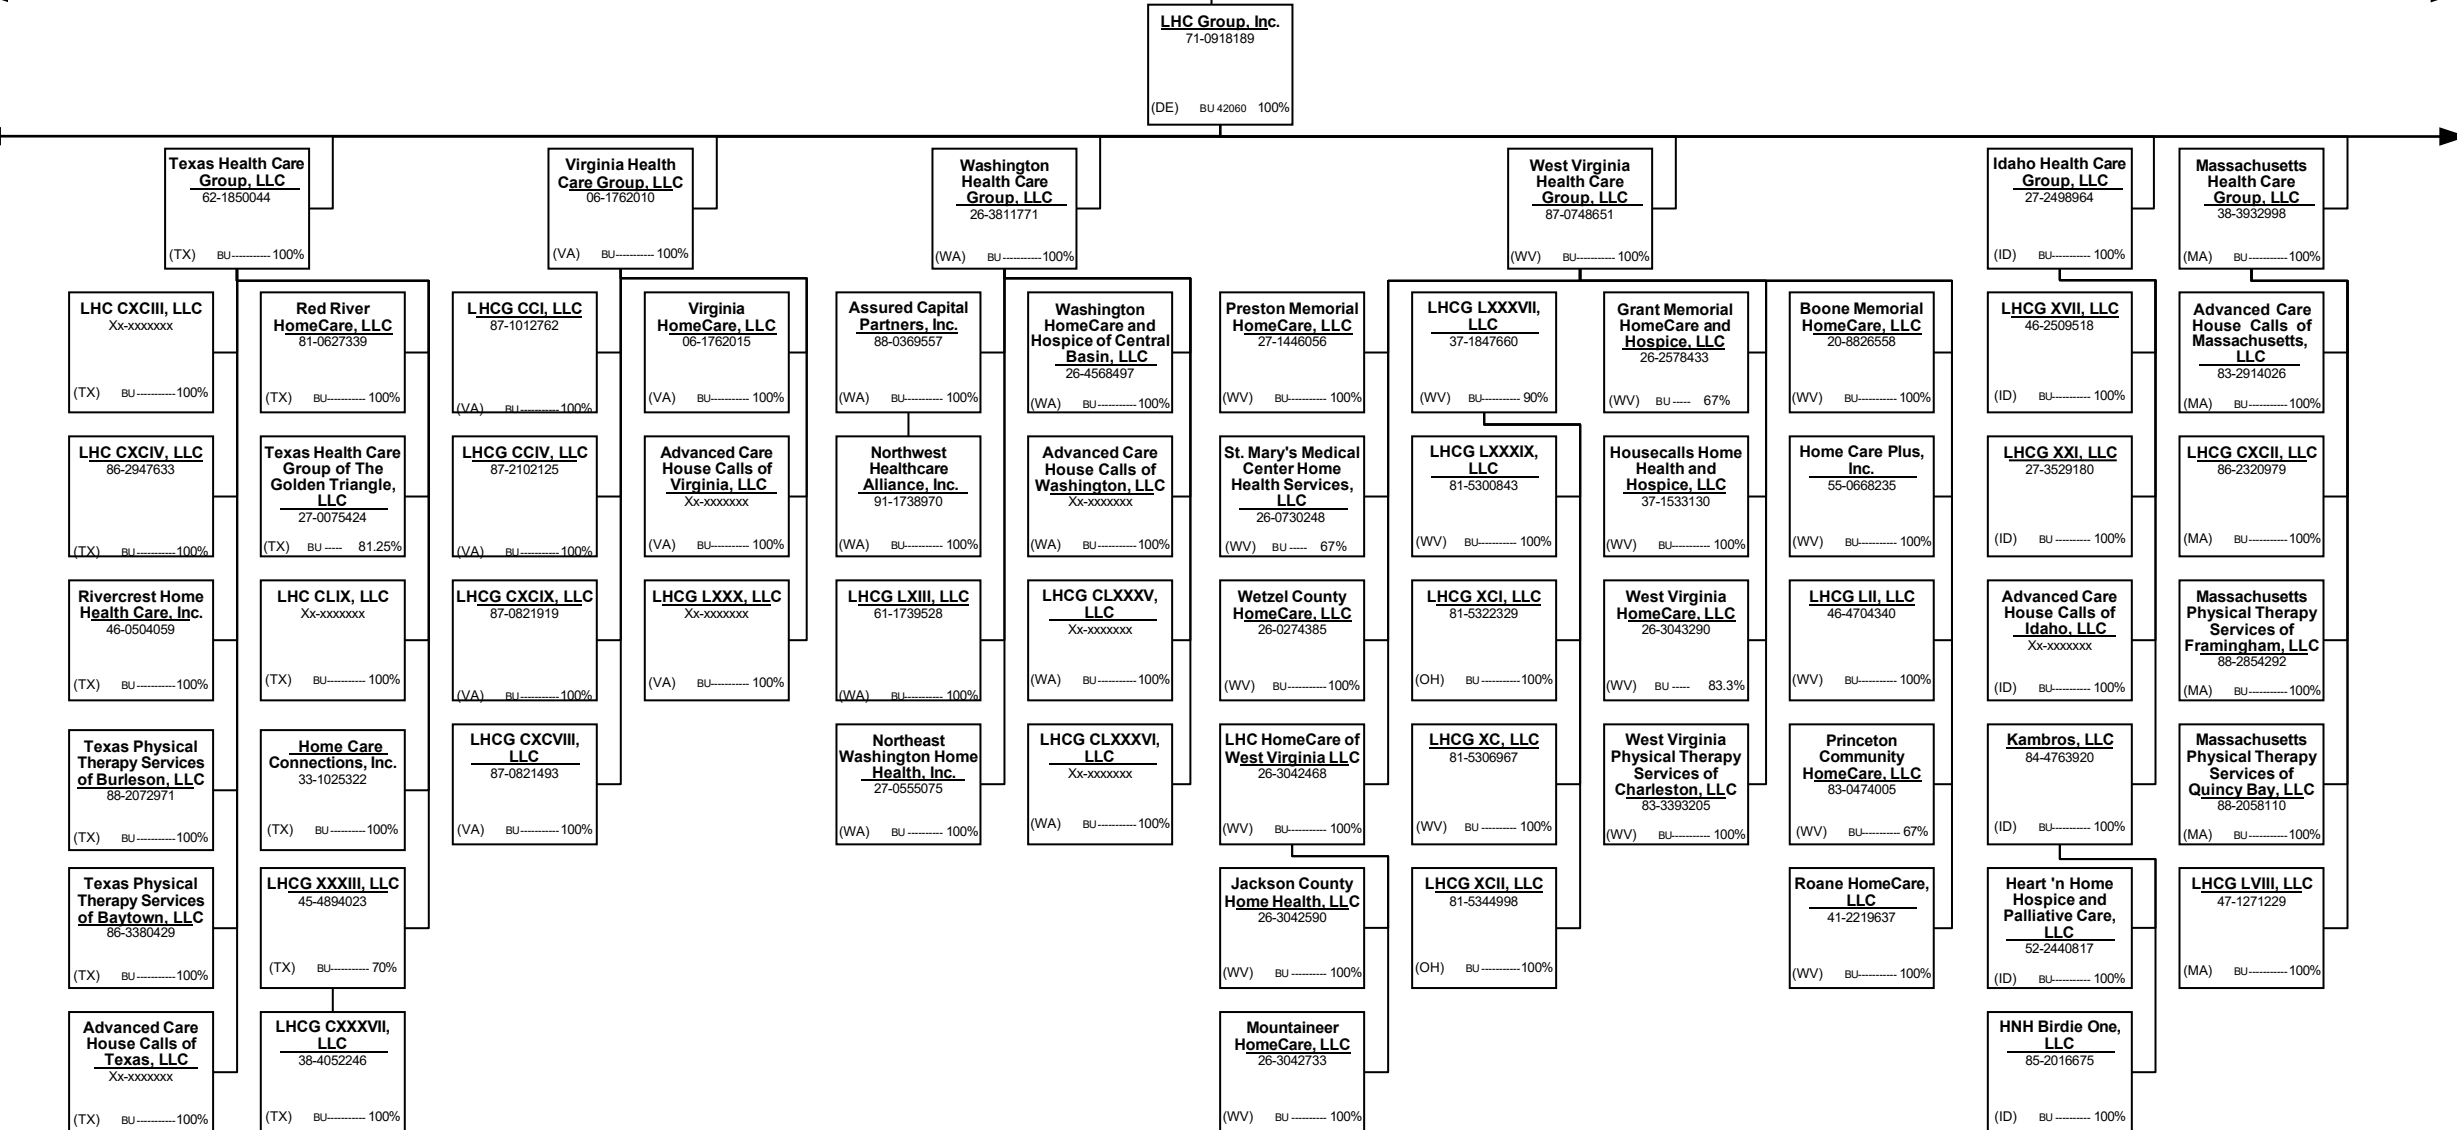 LHC Group, Inc.
71-0918189
(DE) BU 42060 100%
Texas Health Care
Group, LLC
62-1850044
(TX) BU----------- 100%
Virginia Health
Care Group, LLC
06-1762010
(VA) BU----------- 100%
Washington
Health Care
Group, LLC
26-3811771
(WA) BU -----------100%
West Virginia
Health Care
Group, LLC
87-0748651
(WV) BU----------- 100%
Idaho Health Care
Group, LLC
27-2498964
(ID) BU----------- 100%
Massachusetts
Health Care
Group, LLC
38-3932998
(MA) BU-----------100%
LHC CXCIII, LLC
Xx-xxxxxxx
(TX) BU -----------100%
Red River
HomeCare, LLC
81-0627339
(TX) BU----------- 100%
LHCG CCI, LLC
87-1012762
(VA) BU -----------100%
Virginia
HomeCare, LLC
06-1762015
(VA) BU----------- 100%
Assured Capital
Partners, Inc.
88-0369557
(WA) BU----------- 100%
Washington
HomeCare and
Hospice of Central
Basin, LLC
26-4568497
(WA) BU-----------100%
Preston Memorial
HomeCare, LLC
27-1446056
(WV) BU----------- 100%
LHCG LXXXVII,
LLC
37-1847660
(WV) BU----------- 90%
Grant Memorial
HomeCare and
Hospice, LLC
26-2578433
(WV) BU ----- 67%
Boone Memorial
HomeCare, LLC
20-8826558
(WV) BU----------- 100%
LHCG XVII, LLC
46-2509518
(ID) BU----------- 100%
Advanced Care
House Calls of
Massachusetts,
LLC
83-2914026
(MA) BU-----------100%
LHC CXCIV, LLC
86-2947633
(TX) BU -----------100%
Texas Health Care
Group of The
Golden Triangle,
LLC
27-0075424
(TX) BU ----- 81.25%
LHCG CCIV, LLC
87-2102125
(VA) BU -----------100%
Advanced Care
House Calls of
Virginia, LLC
Xx-xxxxxxx
(VA) BU----------- 100%
Northwest
Healthcare
Alliance, Inc.
91-1738970
(WA) BU----------- 100%
Advanced Care
House Calls of
Washington, LLC
Xx-xxxxxxx
(WA) BU----------- 100%
St. Mary's Medical
Center Home
Health Services,
LLC
26-0730248
(WV) BU ----- 67%
LHCG LXXXIX,
LLC
81-5300843
(WV) BU----------- 100%
Housecalls Home
Health and
Hospice, LLC
37-1533130
(WV) BU----------- 100%
Home Care Plus,
Inc.
55-0668235
(WV) BU----------- 100%
LHCG XXI, LLC
27-3529180
(ID) BU ---------- 100%
LHCG CXCII, LLC
86-2320979
(MA) BU-----------100%
Rivercrest Home
Health Care, Inc.
46-0504059
(TX) BU -----------100%
LHC CLIX, LLC
Xx-xxxxxxx
(TX) BU----------- 100%
LHCG CXCIX, LLC
87-0821919
(VA) BU -----------100%
LHCG LXXX, LLC
Xx-xxxxxxx
(VA) BU----------- 100%
LHCG LXIII, LLC
61-1739528
(WA) BU----------- 100%
LHCG CLXXXV,
LLC
Xx-xxxxxxx
(WA) BU----------- 100%
Wetzel County
HomeCare, LLC
26-0274385
(WV) BU-----------100%
LHCG XCI, LLC
81-5322329
(OH) BU -----------100%
West Virginia
HomeCare, LLC
26-3043290
(WV) BU ----- 83.3%
LHCG LII, LLC
46-4704340
(WV) BU----------- 100%
Advanced Care
House Calls of
Idaho, LLC
Xx-xxxxxxx
(ID) BU----------- 100%
Massachusetts
Physical Therapy
Services of
Framingham, LLC
88-2854292
(MA) BU-----------100%
Texas Physical
Therapy Services
of Burleson, LLC
88-2072971
(TX) BU -----------100%
Home Care
Connections, Inc.
33-1025322
(TX) BU-----------100%
LHCG CXCVIII,
LLC
87-0821493
(VA) BU-----------100%
Northeast
Washington Home
Health, Inc.
27-0555075
(WA) BU ---------- 100%
LHCG CLXXXVI,
LLC
Xx-xxxxxxx
(WA) BU----------- 100%
LHC HomeCare of
West Virginia LLC
26-3042468
(WV) BU----------- 100%
LHCG XC, LLC
81-5306967
(WV) BU ---------- 100%
West Virginia
Physical Therapy
Services of
Charleston, LLC
83-3393205
(WV) BU----------- 100%
Princeton
Community
HomeCare, LLC
83-0474005
(WV) BU----------- 67%
Kambros, LLC
84-4763920
(ID) BU----------- 100%
Massachusetts
Physical Therapy
Services of
Quincy Bay, LLC
88-2058110
(MA) BU-----------100%
Texas Physical
Therapy Services
of Baytown, LLC
86-3380429
(TX) BU -----------100%
LHCG XXXIII, LLC
45-4894023
(TX) BU----------- 70%
Jackson County
Home Health, LLC
26-3042590
(WV) BU ---------- 100%
LHCG XCII, LLC
81-5344998
(OH) BU -----------100%
Roane HomeCare,
LLC
41-2219637
(WV) BU----------- 100%
Heart 'n Home
Hospice and
Palliative Care,
LLC
52-2440817
(ID) BU----------- 100%
LHCG LVIII, LLC
47-1271229
(MA) BU-----------100%
Advanced Care
House Calls of
Texas, LLC
Xx-xxxxxxx
(TX) BU -----------100%
LHCG CXXXVII,
LLC
38-4052246
(TX) BU----------- 100%
Mountaineer
HomeCare, LLC
26-3042733
(WV) BU ---------- 100%
HNH Birdie One,
LLC
85-2016675
(ID) BU ---------- 100%